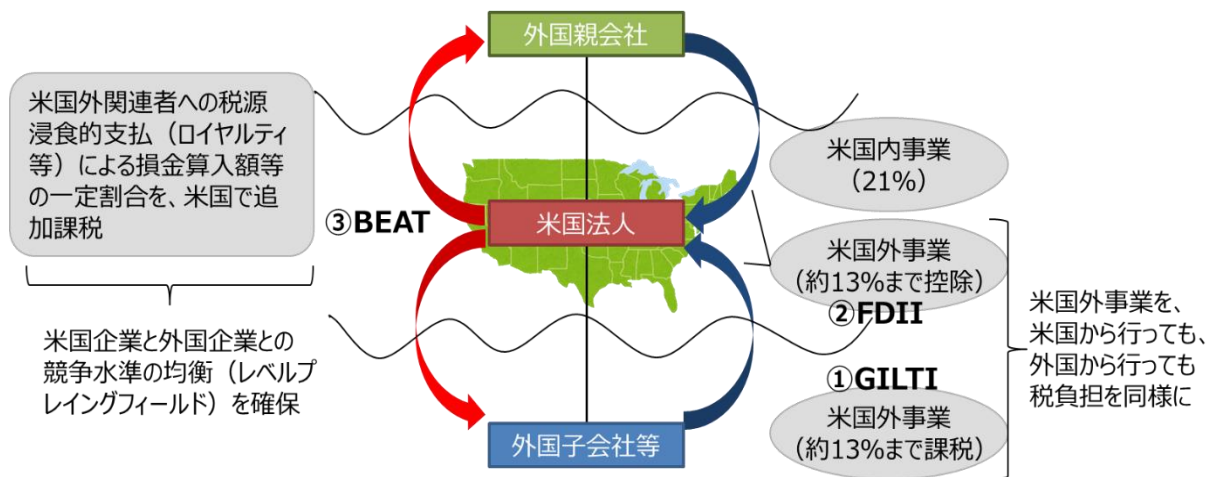 外国親会社
米国外関連者への税源
浸食的支払（ロイヤルティ
等）による損金算入額等
の一定割合を、米国で追
加課税
米国内事業
（21%）
③BEAT
米国法人
米国外事業
（約13%まで控除）
②FDII
米国企業と外国企業との
競争水準の均衡（レベルプ
レイングフィールド）を確保
米国外事業を、
米国から行っても、
外国から行っても
税負担を同様に
①GILTI
米国外事業
（約13%まで課税）
外国子会社等